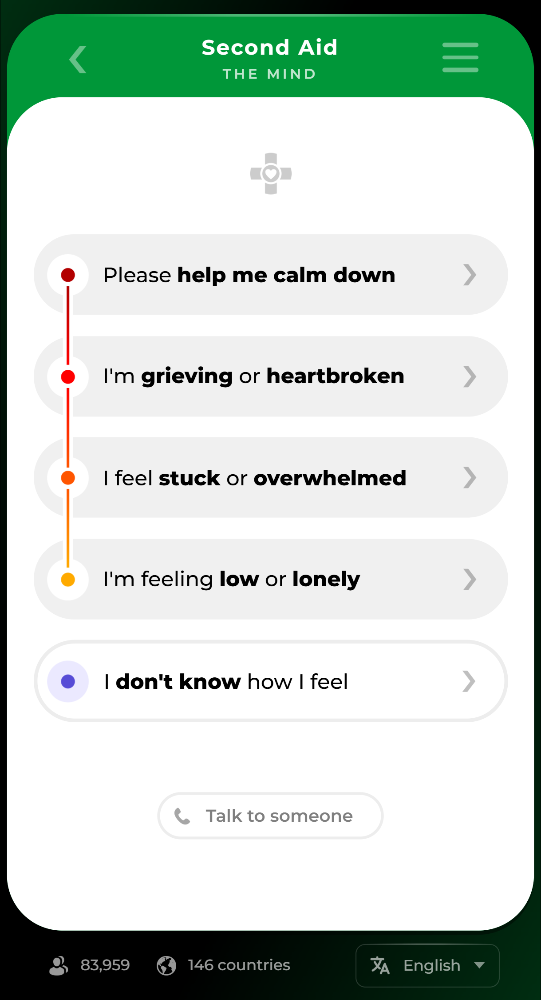 Second Aid
THE MIND
Please help me calm down
I'm grieving or heartbroken
I feel stuck or overwhelmed
I'm feeling low or lonely
I don't know how I feel
Talk to someone
83,959
146 countries
English